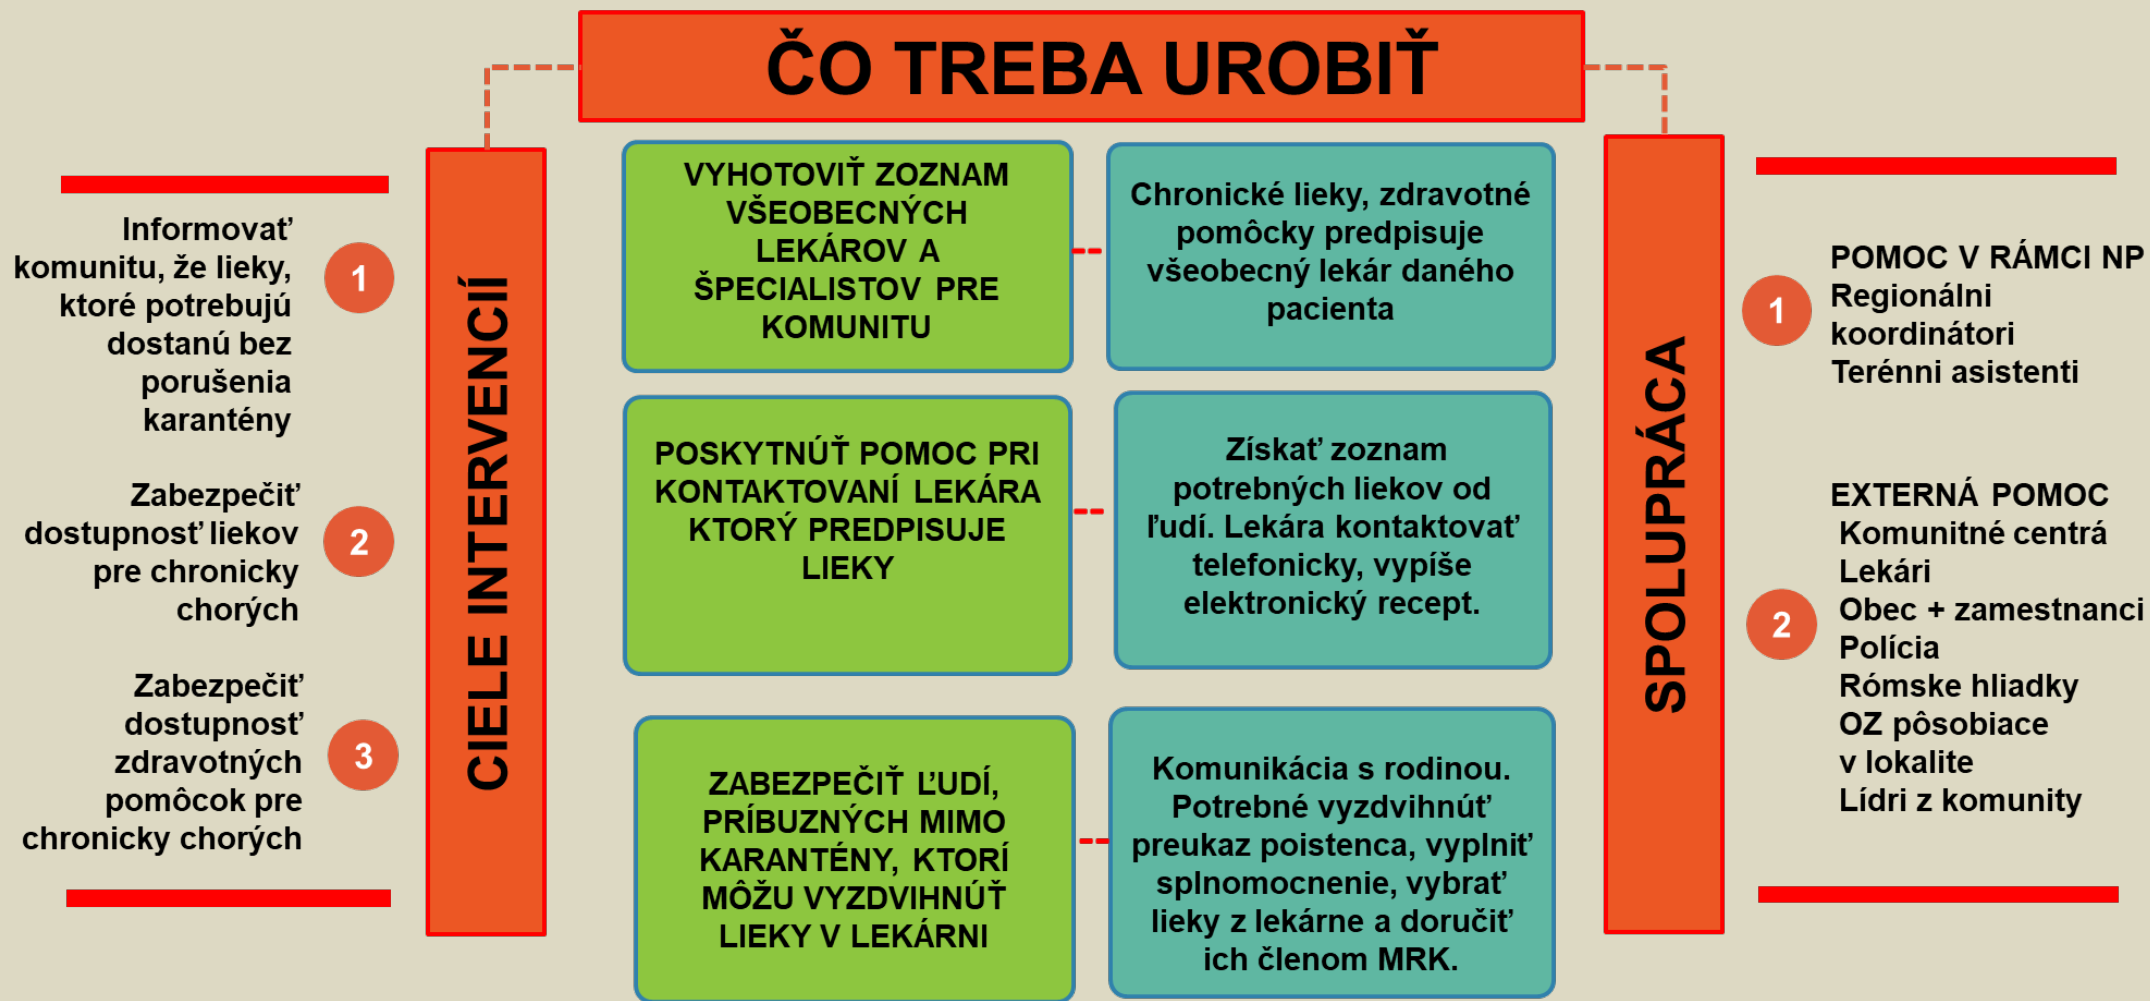 ČO TREBA UROBIŤ
CIELE INTERVENCIÍ
Informovať
komunitu, že lieky,
ktoré potrebujú
dostanú bez
porušenia
karantény
1
Zabezpečiť
dostupnosť liekov
pre chronicky
chorých
2
Zabezpečiť
dostupnosť
zdravotných
pomôcok pre
chronicky chorých
3
VYHOTOVIŤ ZOZNAM
VŠEOBECNÝCH
LEKÁROV A
ŠPECIALISTOV PRE
KOMUNITU
Chronické lieky, zdravotné
pomôcky predpisuje
všeobecný lekár daného
pacienta
POSKYTNÚŤ POMOC PRI
KONTAKTOVANÍ LEKÁRA
KTORÝ PREDPISUJE
LIEKY
Získať zoznam
potrebných liekov od
ľudí. Lekára kontaktovať
telefonicky, vypíše
elektronický recept.
ZABEZPEČIŤ ĽUDÍ,
PRÍBUZNÝCH MIMO
KARANTÉNY, KTORÍ
MÔŽU VYZDVIHNÚŤ
LIEKY V LEKÁRNI
Komunikácia s rodinou.
Potrebné vyzdvihnúť
preukaz poistenca, vyplniť
splnomocnenie, vybrať
lieky z lekárne a doručiť
ich členom MRK.
SPOLUPRÁCA
1
POMOC V RÁMCI NP
Regionálni
koordinátori
Terénni asistenti
2
EXTERNÁ POMOC
Komunitné centrá
Lekári
Obec + zamestnanci
Polícia
Rómske hliadky
OZ pôsobiace
v lokalite
Lídri z komunity